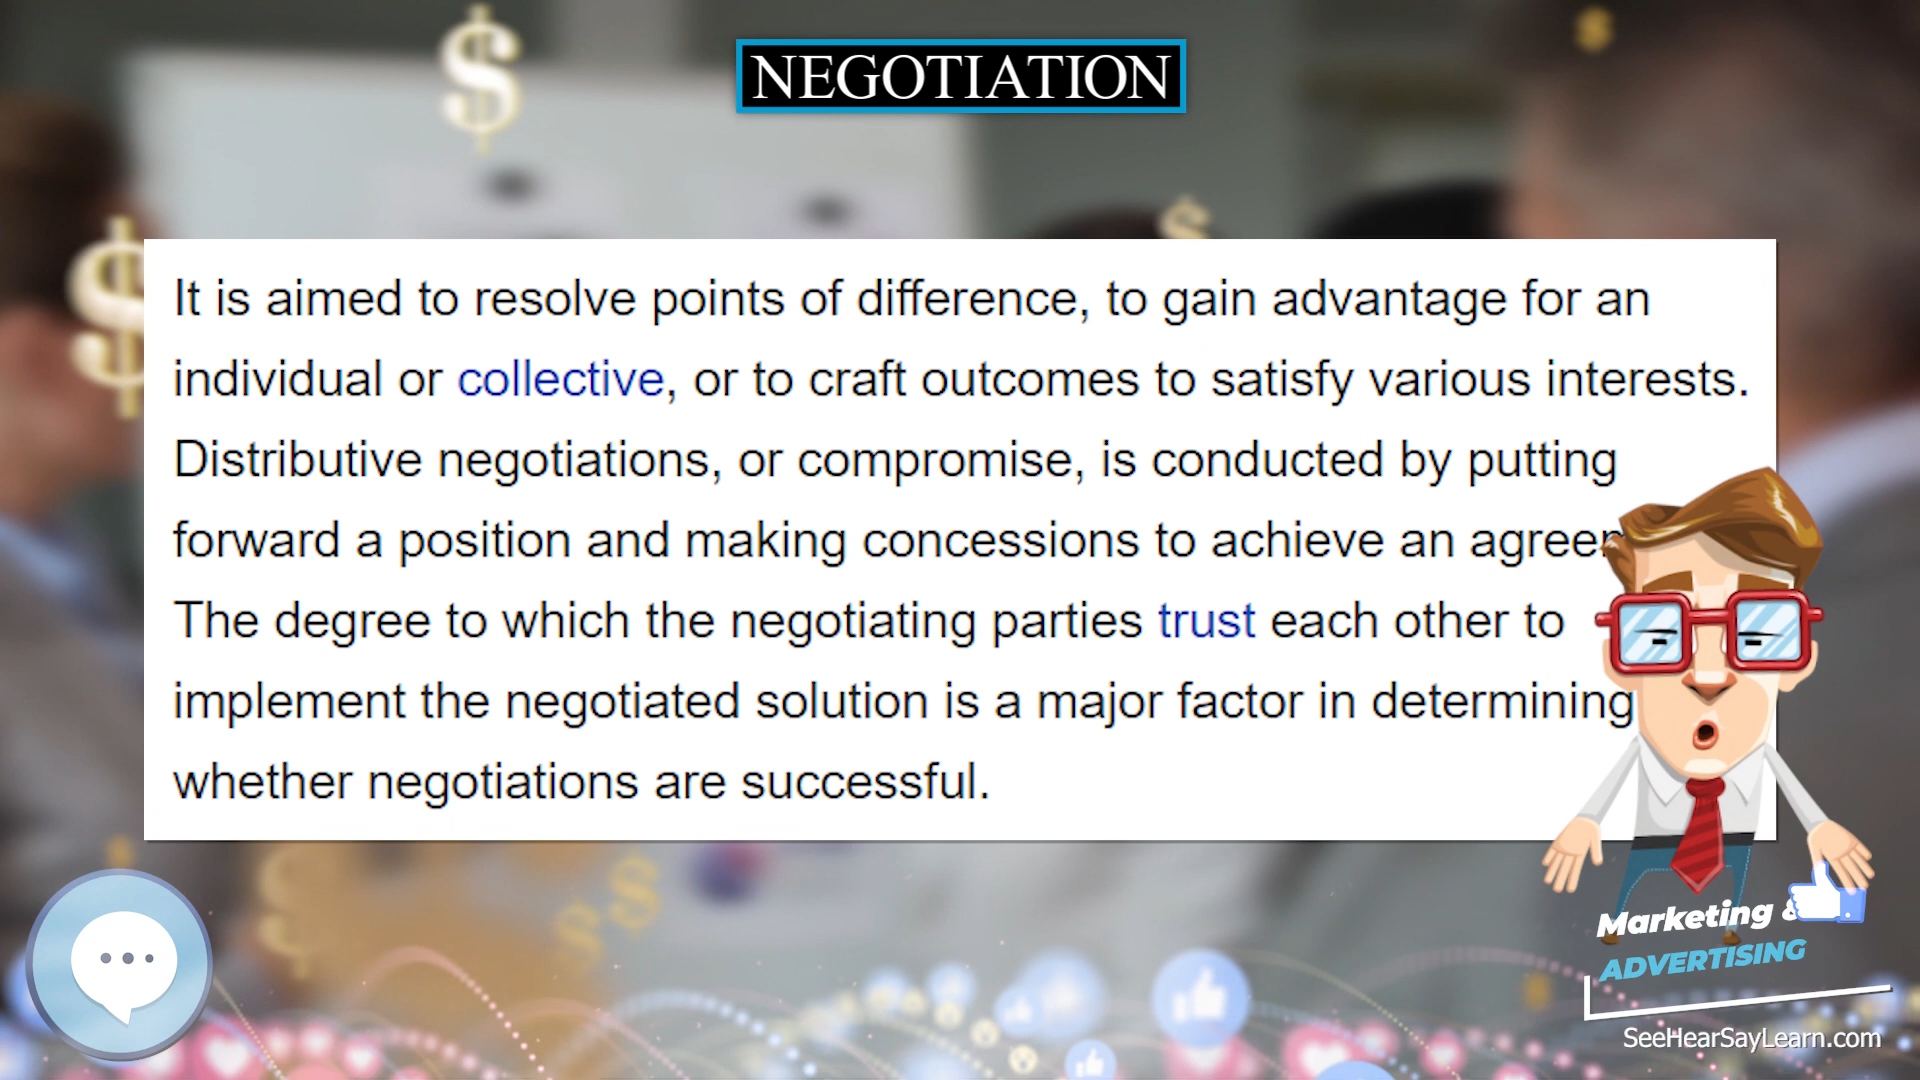 NEGOTIATION
It is aimed to resolve points of difference, to gain advantage for an
individual or collective, or to craft outcomes to satisfy various interests.
Distributive negotiations, or compromise, is conducted by putting
forward a position and making concessions to achieve an
The degree to which the negotiating parties trust each other to
implement the negotiated solution is a major factor in determining
whether negotiations are successful.
Marketing &
ADVERTISING
SeeHearSayLearn.com